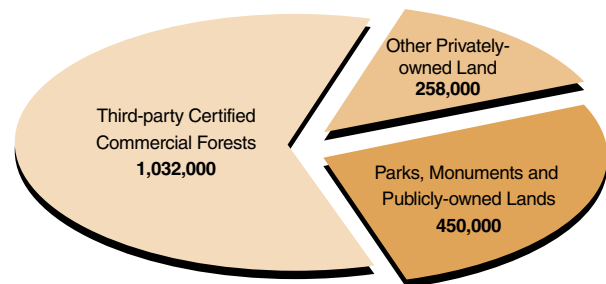 Other Privately-
owned Land
258,000
Third-party Certified
Commercial Forests
1,032,000
Parks, Monuments and
Publicly-owned Lands
450,000